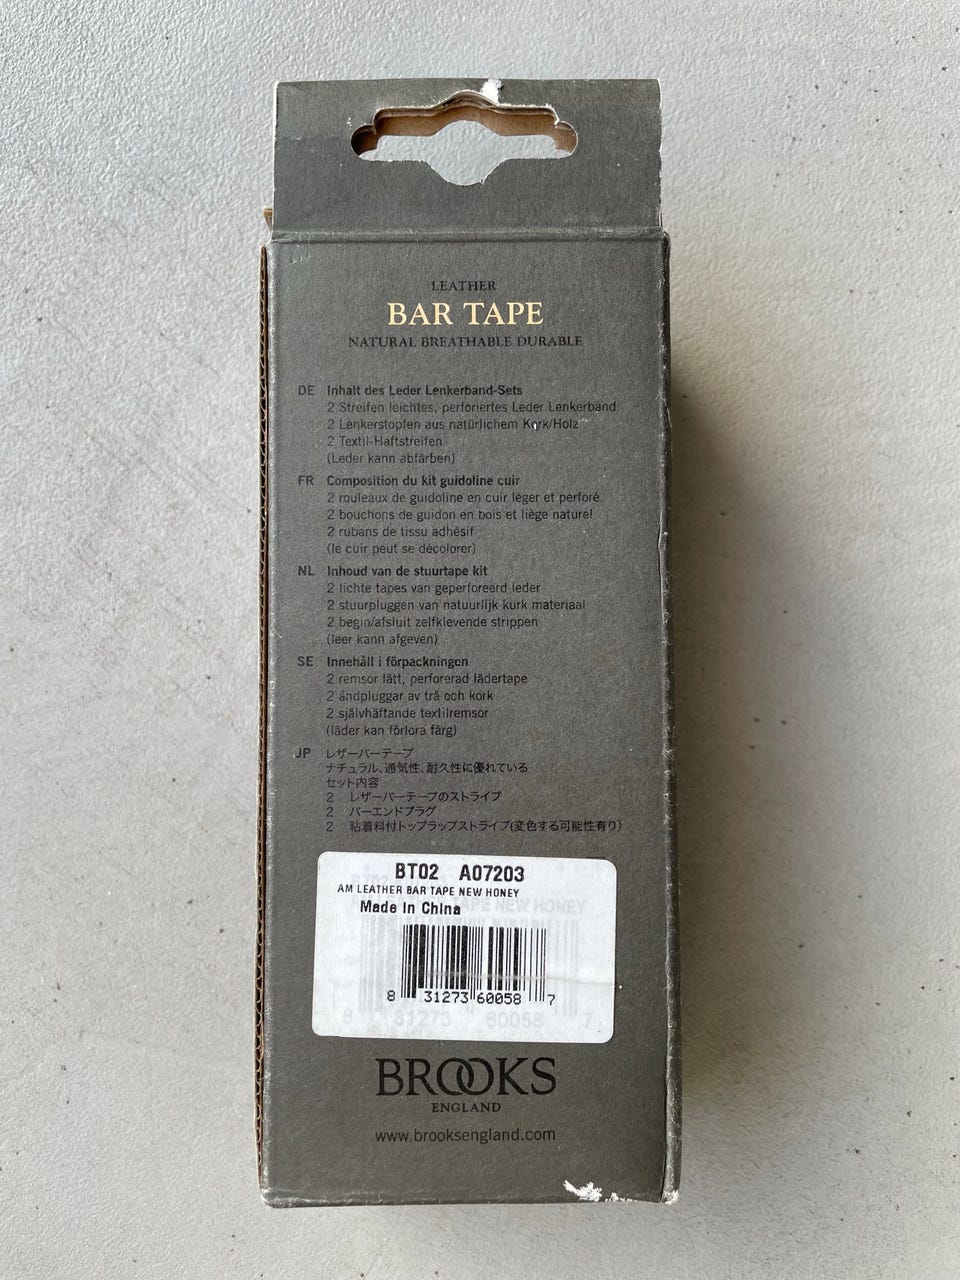 LEATHER
BAR TAPE
NATURAL BREATHABLE DURABLE
DE Inhalt des Leder Lenkerband-Sets
2 Streifen leichtes, perforiertes Leder Lenkerband
2 Lenkerstopfen aus natürlichem Kork/Holz
2 Textil-Haftstreifen
(Leder kann abfärben)
FR Composition du kit guidoline cuir
2 rouleaux de guidoline en cuir léger et perforé
2 bouchons de guidon en bois et liège naturel
2 rubans de tissu adhésif
(le cuir peut se décolorer)
NL Inhoud van de stuurtape kit
2 lichte tapes van geperforeerd leder
2 stuurpluggen van natuurlijk kurk materiaal
2 begin/afsluit zelfklevende strippen
(leer kann afgeven)
SE Innehåll i förpackningen
2 remsor lätt, perforerad lädertape
2 ändpluggar av trä och kork
2 självhäftande textilremsor
(läder kan förlora färg)
JP レザーバーテープ
ナチュラル、通気性、耐久性に優れている
セット内容
2 レザーバーテープのストライプ
2 バーエンドプラグ
2 粘着料付トップラップストライプ(変色する可能性有り)
BT02 A07203
AM LEATHER BAR TAPE NEW HONEY
Made in China
8 31273 60058 7
BROOKS
ENGLAND
www.brooksengland.com